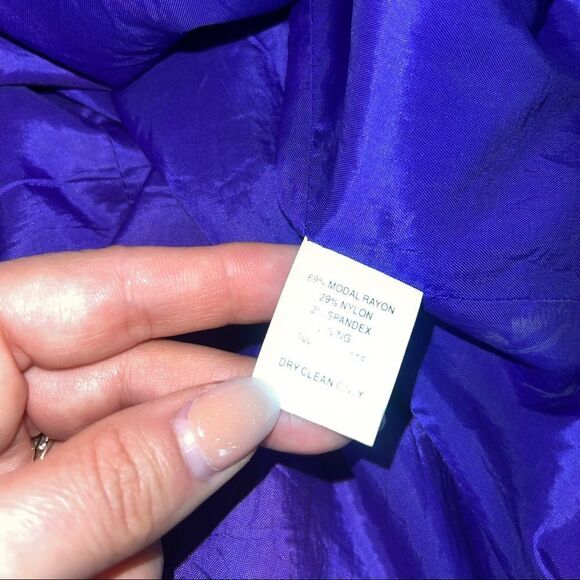 69% MODAL RAYON
29% NYLON
2% SPANDEX
DRY CLEAN ONLY